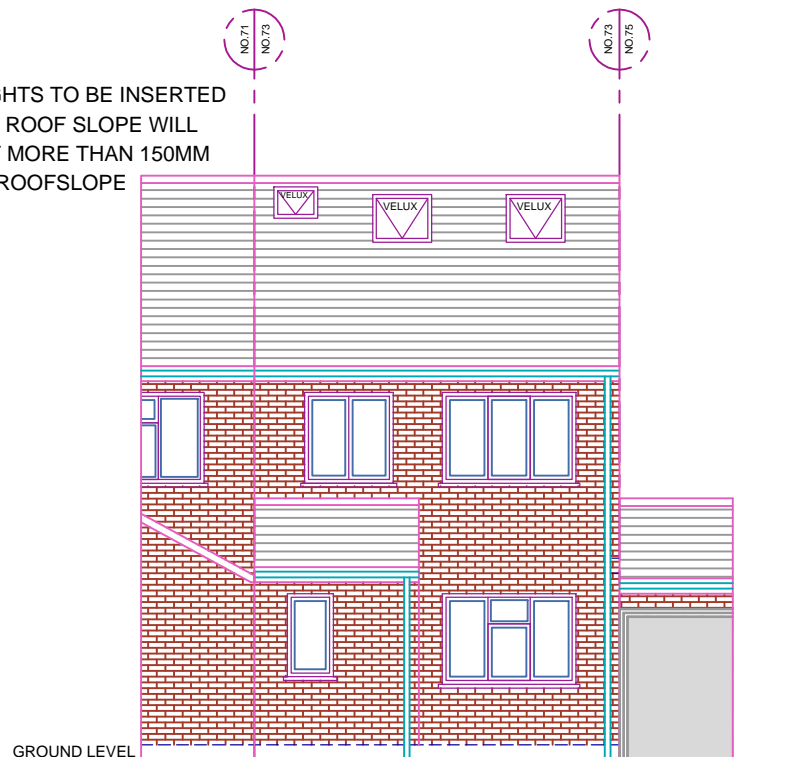 NO.71
NO.73
NO.73
NO.75
GHTS TO BE INSERTED
ROOF SLOPE WILL
MORE THAN 150MM
ROOFSLOPE
VELUX
VELUX
VELUX
GROUND LEVEL